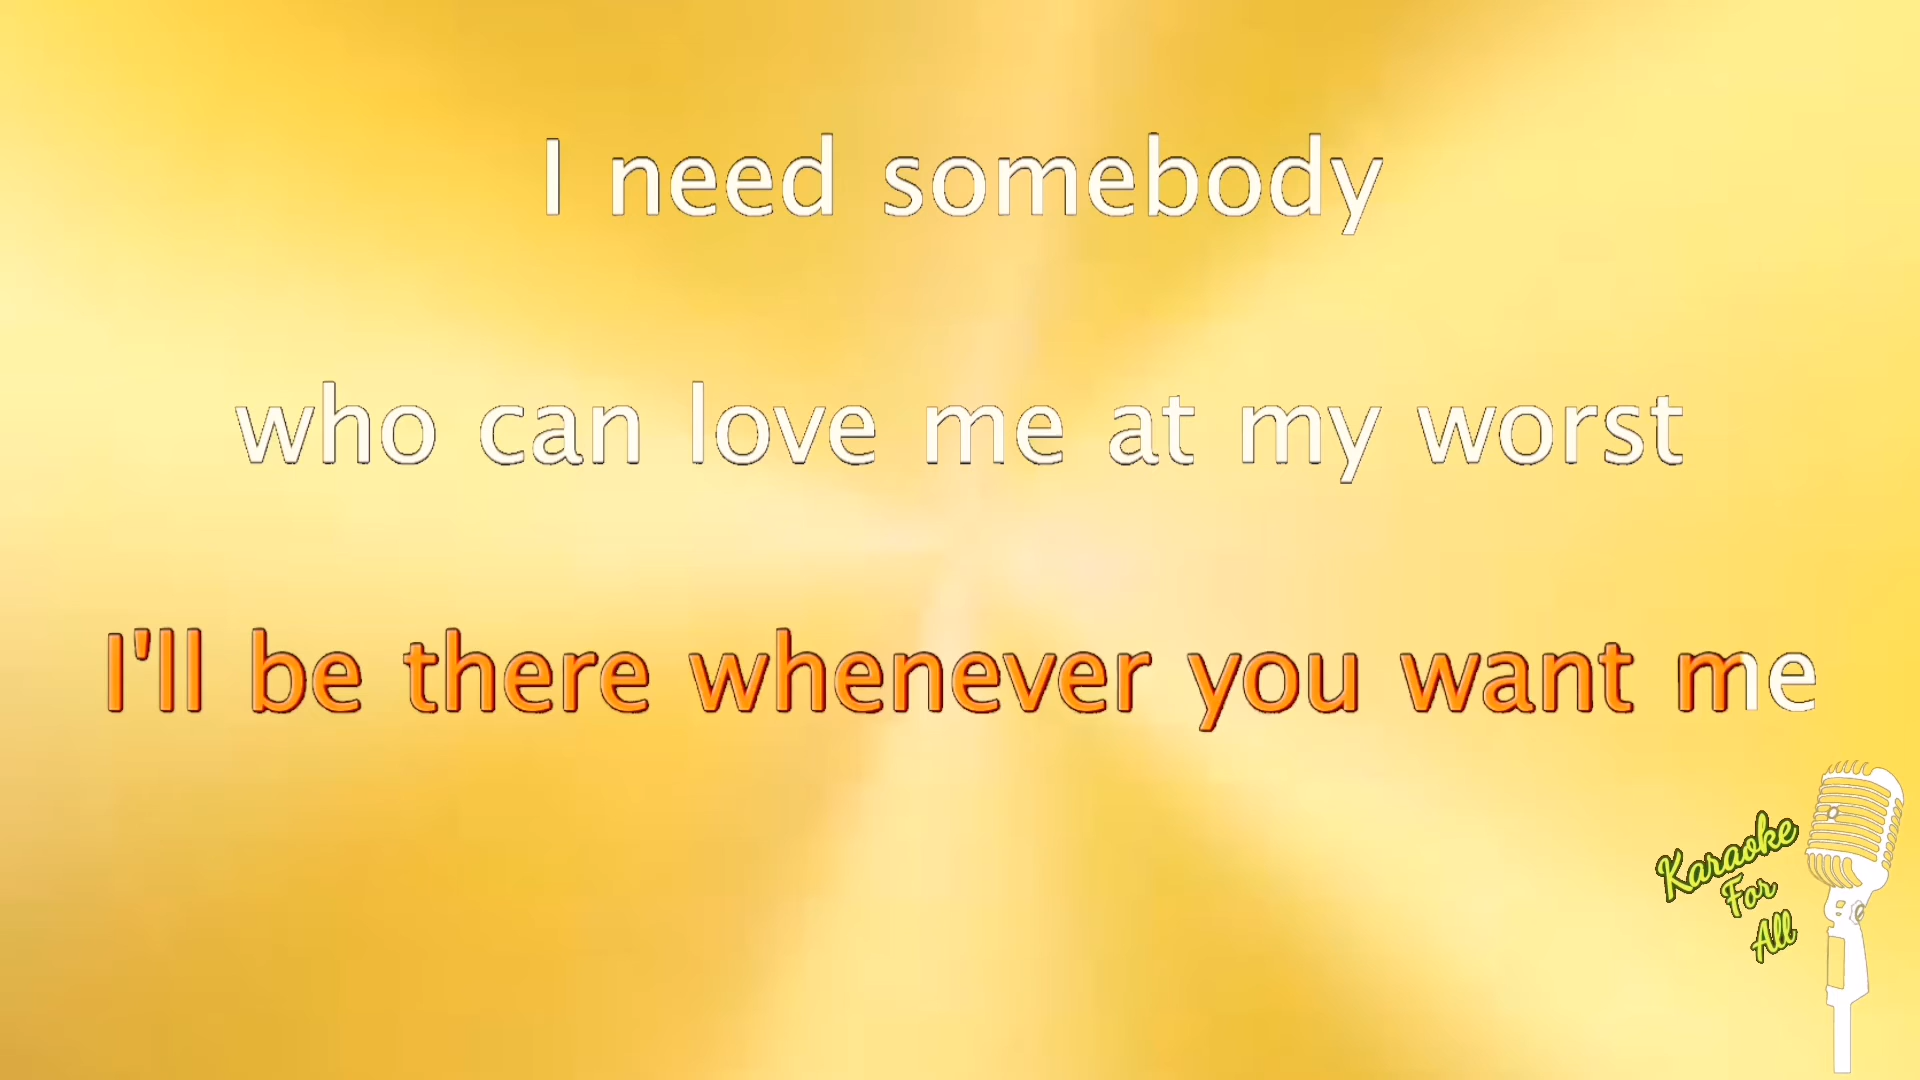 I need somebody
who can love me at my worst
I'll be there whenever you want me
Karaoke
For
All